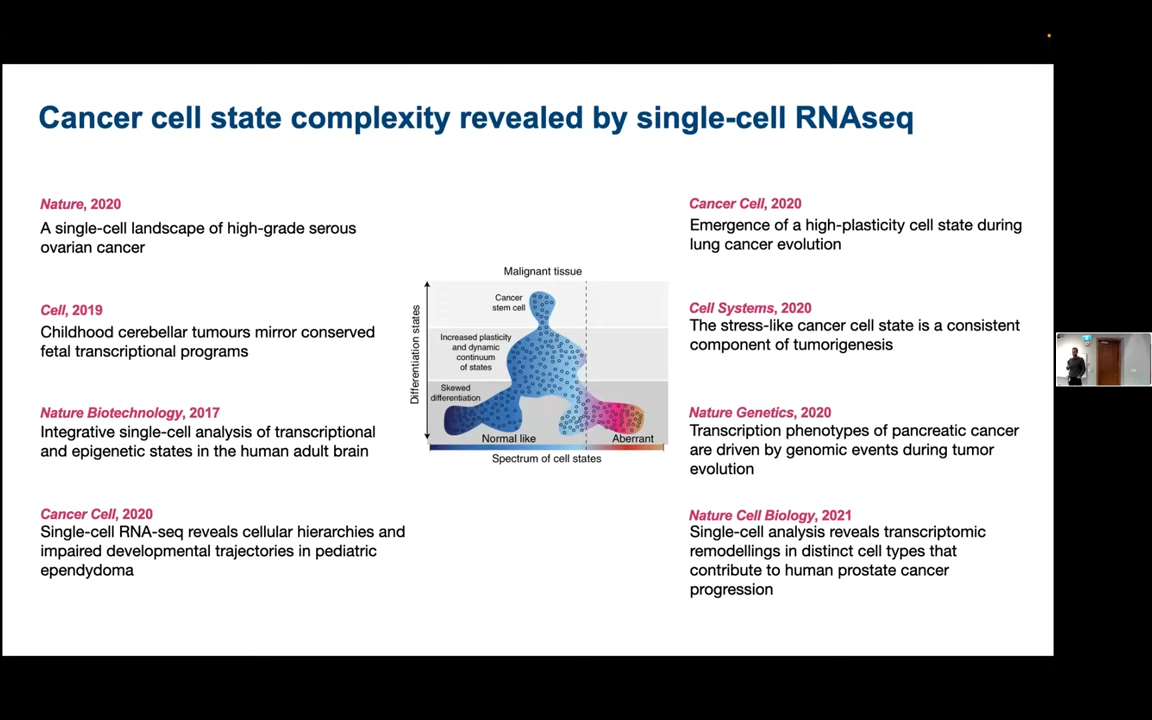 Cancer cell state complexity revealed by single-cell RNAseq
Nature, 2020
A single-cell landscape of high-grade serous
ovarian cancer
Cell, 2019
Childhood cerebellar tumours mirror conserved
fetal transcriptional programs
Nature Biotechnology, 2017
Integrative single-cell analysis of transcriptional
and epigenetic states in the human adult brain
Cancer Cell, 2020
Single-cell RNA-seq reveals cellular hierarchies and
impaired developmental trajectories in pediatric
ependydoma
Malignant tissue
Differentiation states
Cancer
stem cell
Increased plasticity
and dynamic
continuum
of states
Skewed
differentiation
Normal like
Aberrant
Spectrum of cell states
Cancer Cell, 2020
Emergence of a high-plasticity cell state during
lung cancer evolution
Cell Systems, 2020
The stress-like cancer cell state is a consistent
component of tumorigenesis
Nature Genetics, 2020
Transcription phenotypes of pancreatic cancer
are driven by genomic events during tumor
evolution
Nature Cell Biology, 2021
Single-cell analysis reveals transcriptomic
remodellings in distinct cell types that
contribute to human prostate cancer
progression